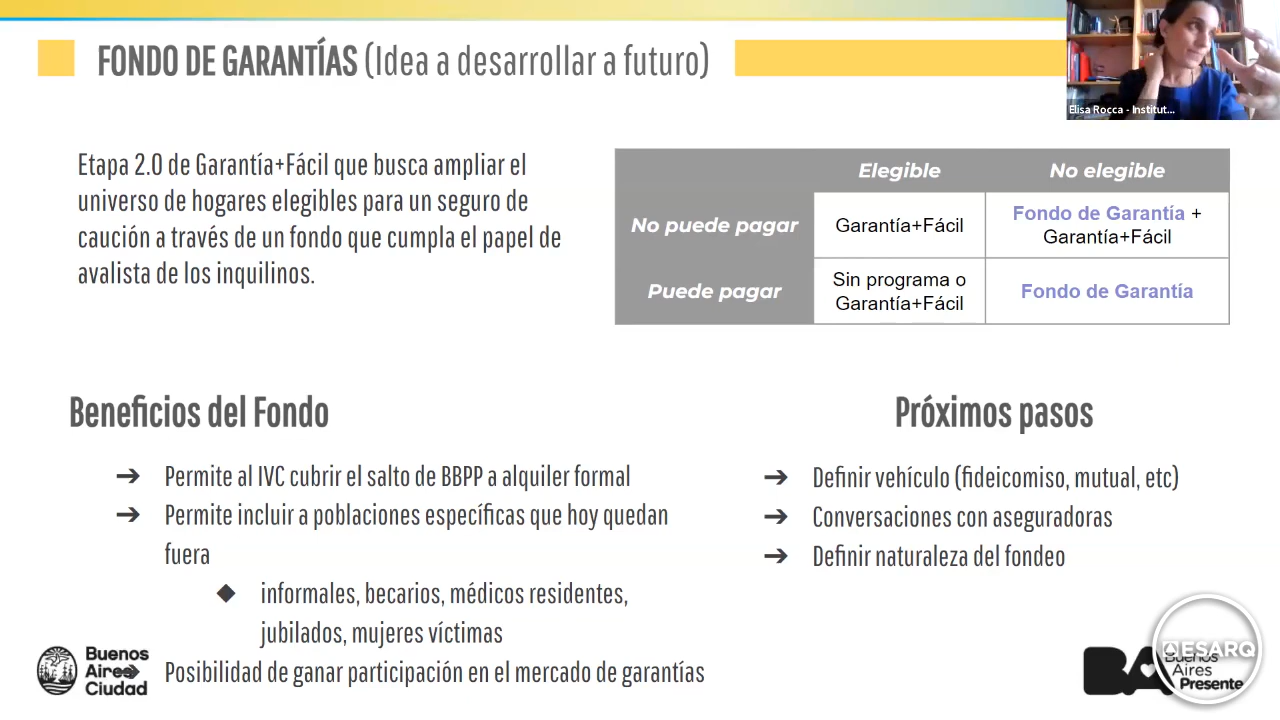 FONDO DE GARANTÍAS (Idea a desarrollar a futuro)
Elisa Rocca - Institut...
Etapa 2.0 de Garantía+Fácil que busca ampliar el
universo de hogares elegibles para un seguro de
caución a través de un fondo que cumpla el papel de
avalista de los inquilinos.
Elegible No elegible
No puede pagar Garantía+Fácil Fondo de Garantía +
Garantía+Fácil
Puede pagar Sin programa o
Garantía+Fácil Fondo de Garantía
Beneficios del Fondo
➔ Permite al IVC cubrir el salto de BBPP a alquiler formal
➔ Permite incluir a poblaciones específicas que hoy quedan
fuera
◆ informales, becarios, médicos residentes,
jubilados, mujeres víctimas
➔ Posibilidad de ganar participación en el mercado de garantías
Próximos pasos
➔ Definir vehículo (fideicomiso, mutual, etc)
➔ Conversaciones con aseguradoras
➔ Definir naturaleza del fondeo
Buenos
Aires
Ciudad
BA
Buenos
Aires
Presente
ESARQ